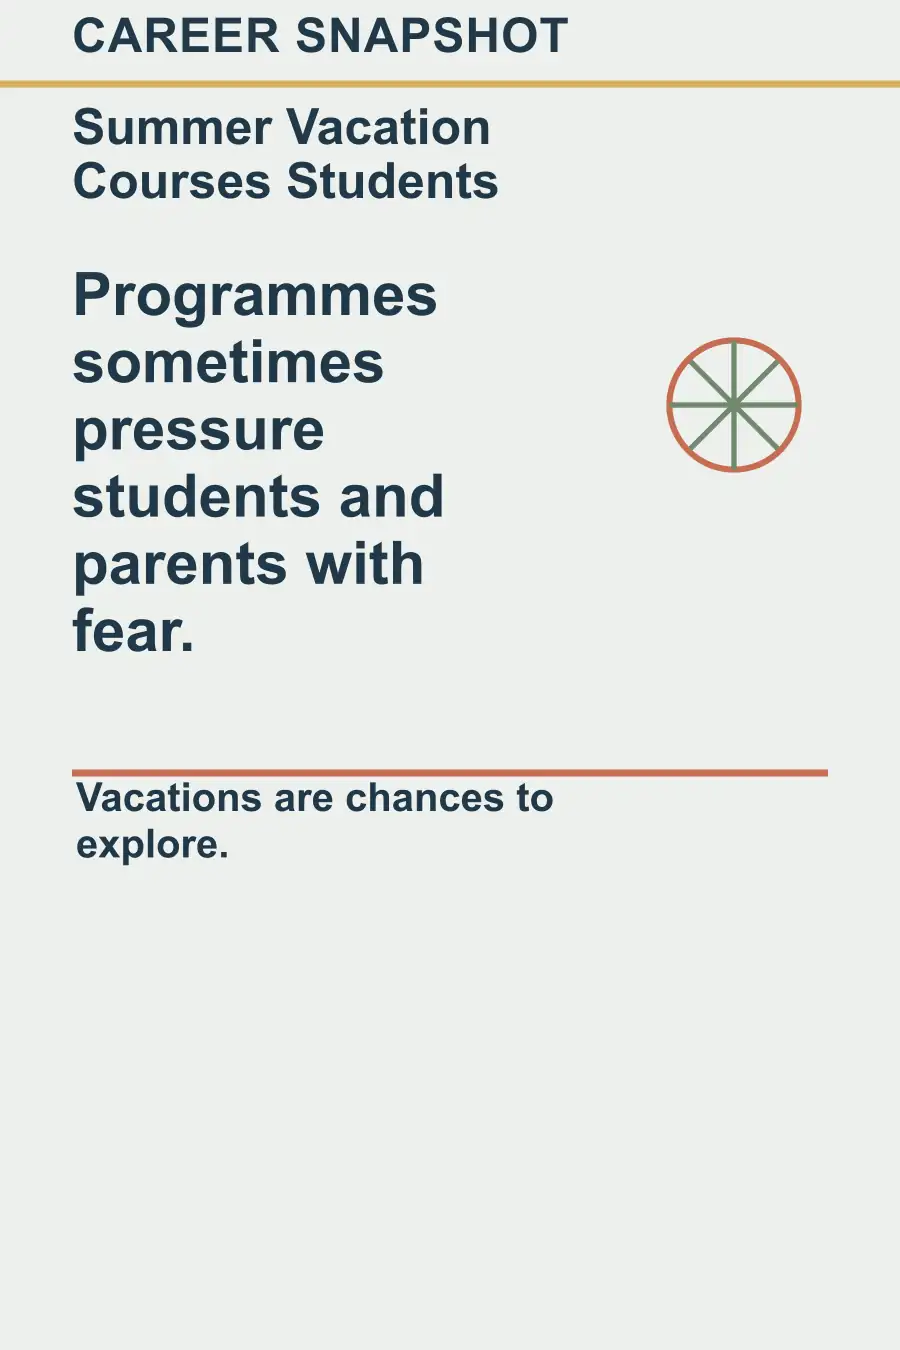 CAREER SNAPSHOT
Summer Vacation
Courses Students
Programmes
sometimes
pressure
students and
parents with
fear.
Vacations are chances to
explore.